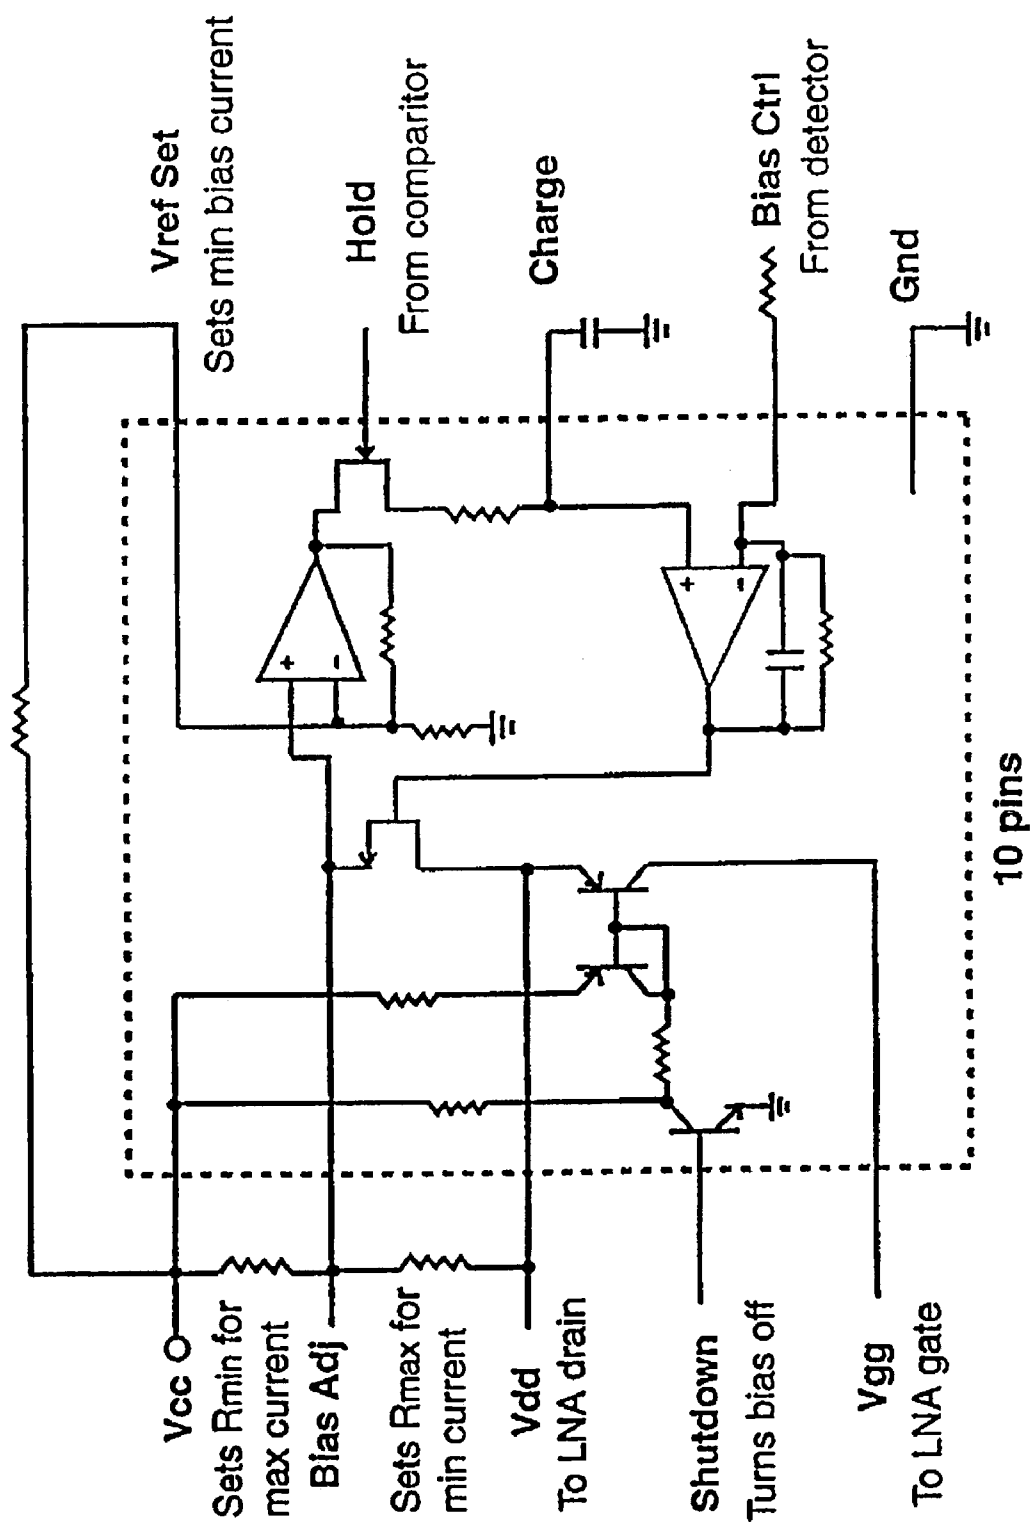 Vcc
Sets Rmin for
max current
Bias Adj
Sets Rmax for
min current
Vdd
To LNA drain
Shutdown
Turns bias off
Vgg
To LNA gate
Vref Set
Sets min bias current
Hold
From comparitor
Charge
Bias Ctrl
From detector
Gnd
+
-
+
-
10 pins